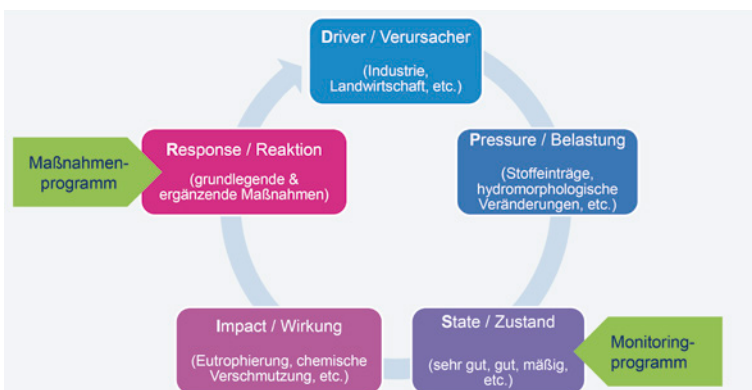 Driver / Verursacher
(Industrie,
Landwirtschaft, etc.)
Pressure / Belastung
(Stoffeinträge,
hydromorphologische
Veränderungen, etc.)
State / Zustand
(sehr gut, gut, mäßig,
etc.)
Monitoring-
programm
Impact / Wirkung
(Eutrophierung, chemische
Verschmutzung, etc.)
Response / Reaktion
(grundlegende &
ergänzende Maßnahmen)
Maßnahmen-
programm